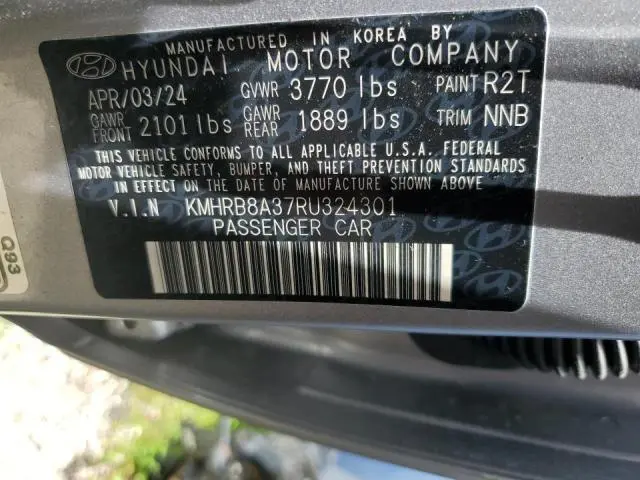 MANUFACTURED IN KOREA BY
HYUNDAI MOTOR COMPANY
APR/03/24 GVWR 3770 lbs PAINT R2T
GAWR FRONT 2101 lbs GAWR REAR 1889 lbs TRIM NNB
THIS VEHICLE CONFORMS TO ALL APPLICABLE U.S.A. FEDERAL
MOTOR VEHICLE SAFETY, BUMPER, AND THEFT PREVENTION STANDARDS
IN EFFECT ON THE DATE OF MANUFACTURE SHOWN ABOVE.
V.I.N KMHRB8A37RU324301
PASSENGER CAR
Q93